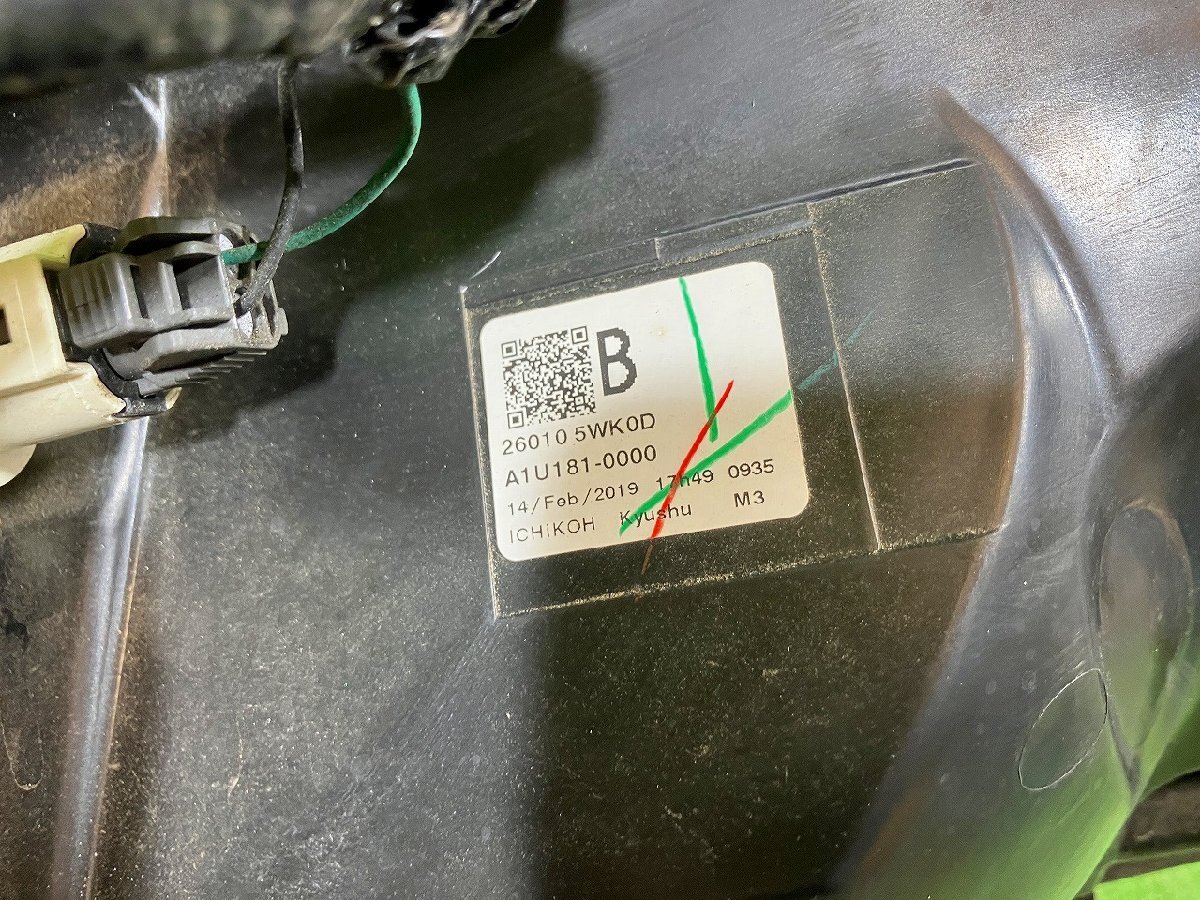 B
26010 5WK0D
A1U181-0000
14/Feb/2019 17h49 0935
ICHIKOH Kyushu M3